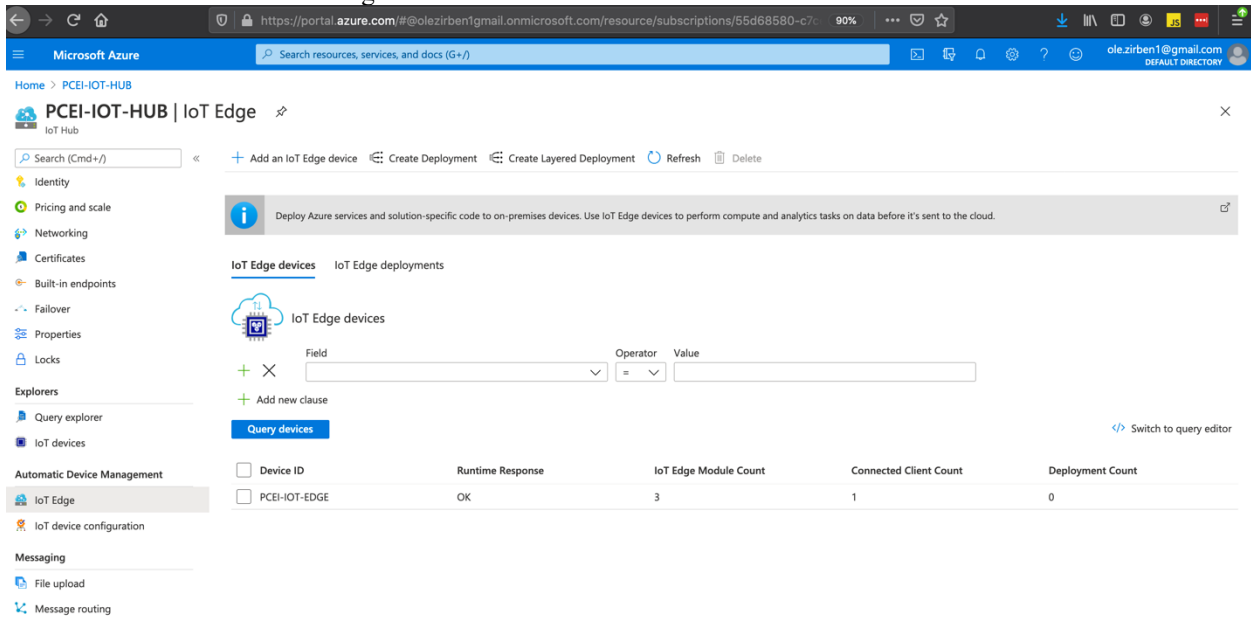 https://portal.azure.com/#@olezirben1gmail.onmicrosoft.com/resource/subscriptions/55d68580-c7c 90%
JS
Microsoft Azure Search resources, services, and docs (G+/) ole.zirben1@gmail.com
DEFAULT DIRECTORY
Home > PCEI-IOT-HUB
PCEI-IOT-HUB | IoT Edge
IoT Hub
Search (Cmd+/) « Add an IoT Edge device Create Deployment Create Layered Deployment Refresh Delete
Identity
Pricing and scale
Deploy Azure services and solution-specific code to on-premises devices. Use IoT Edge devices to perform compute and analytics tasks on data before it's sent to the cloud.
Networking
Certificates
IoT Edge devices IoT Edge deployments
Built-in endpoints
Failover
IoT Edge devices
Properties
Field Operator Value
Locks
=
Explorers
Add new clause
Query explorer
Query devices </> Switch to query editor
IoT devices
Automatic Device Management
Device ID Runtime Response IoT Edge Module Count Connected Client Count Deployment Count
IoT Edge
PCEI-IOT-EDGE OK 3 1 0
IoT device configuration
Messaging
File upload
Message routing